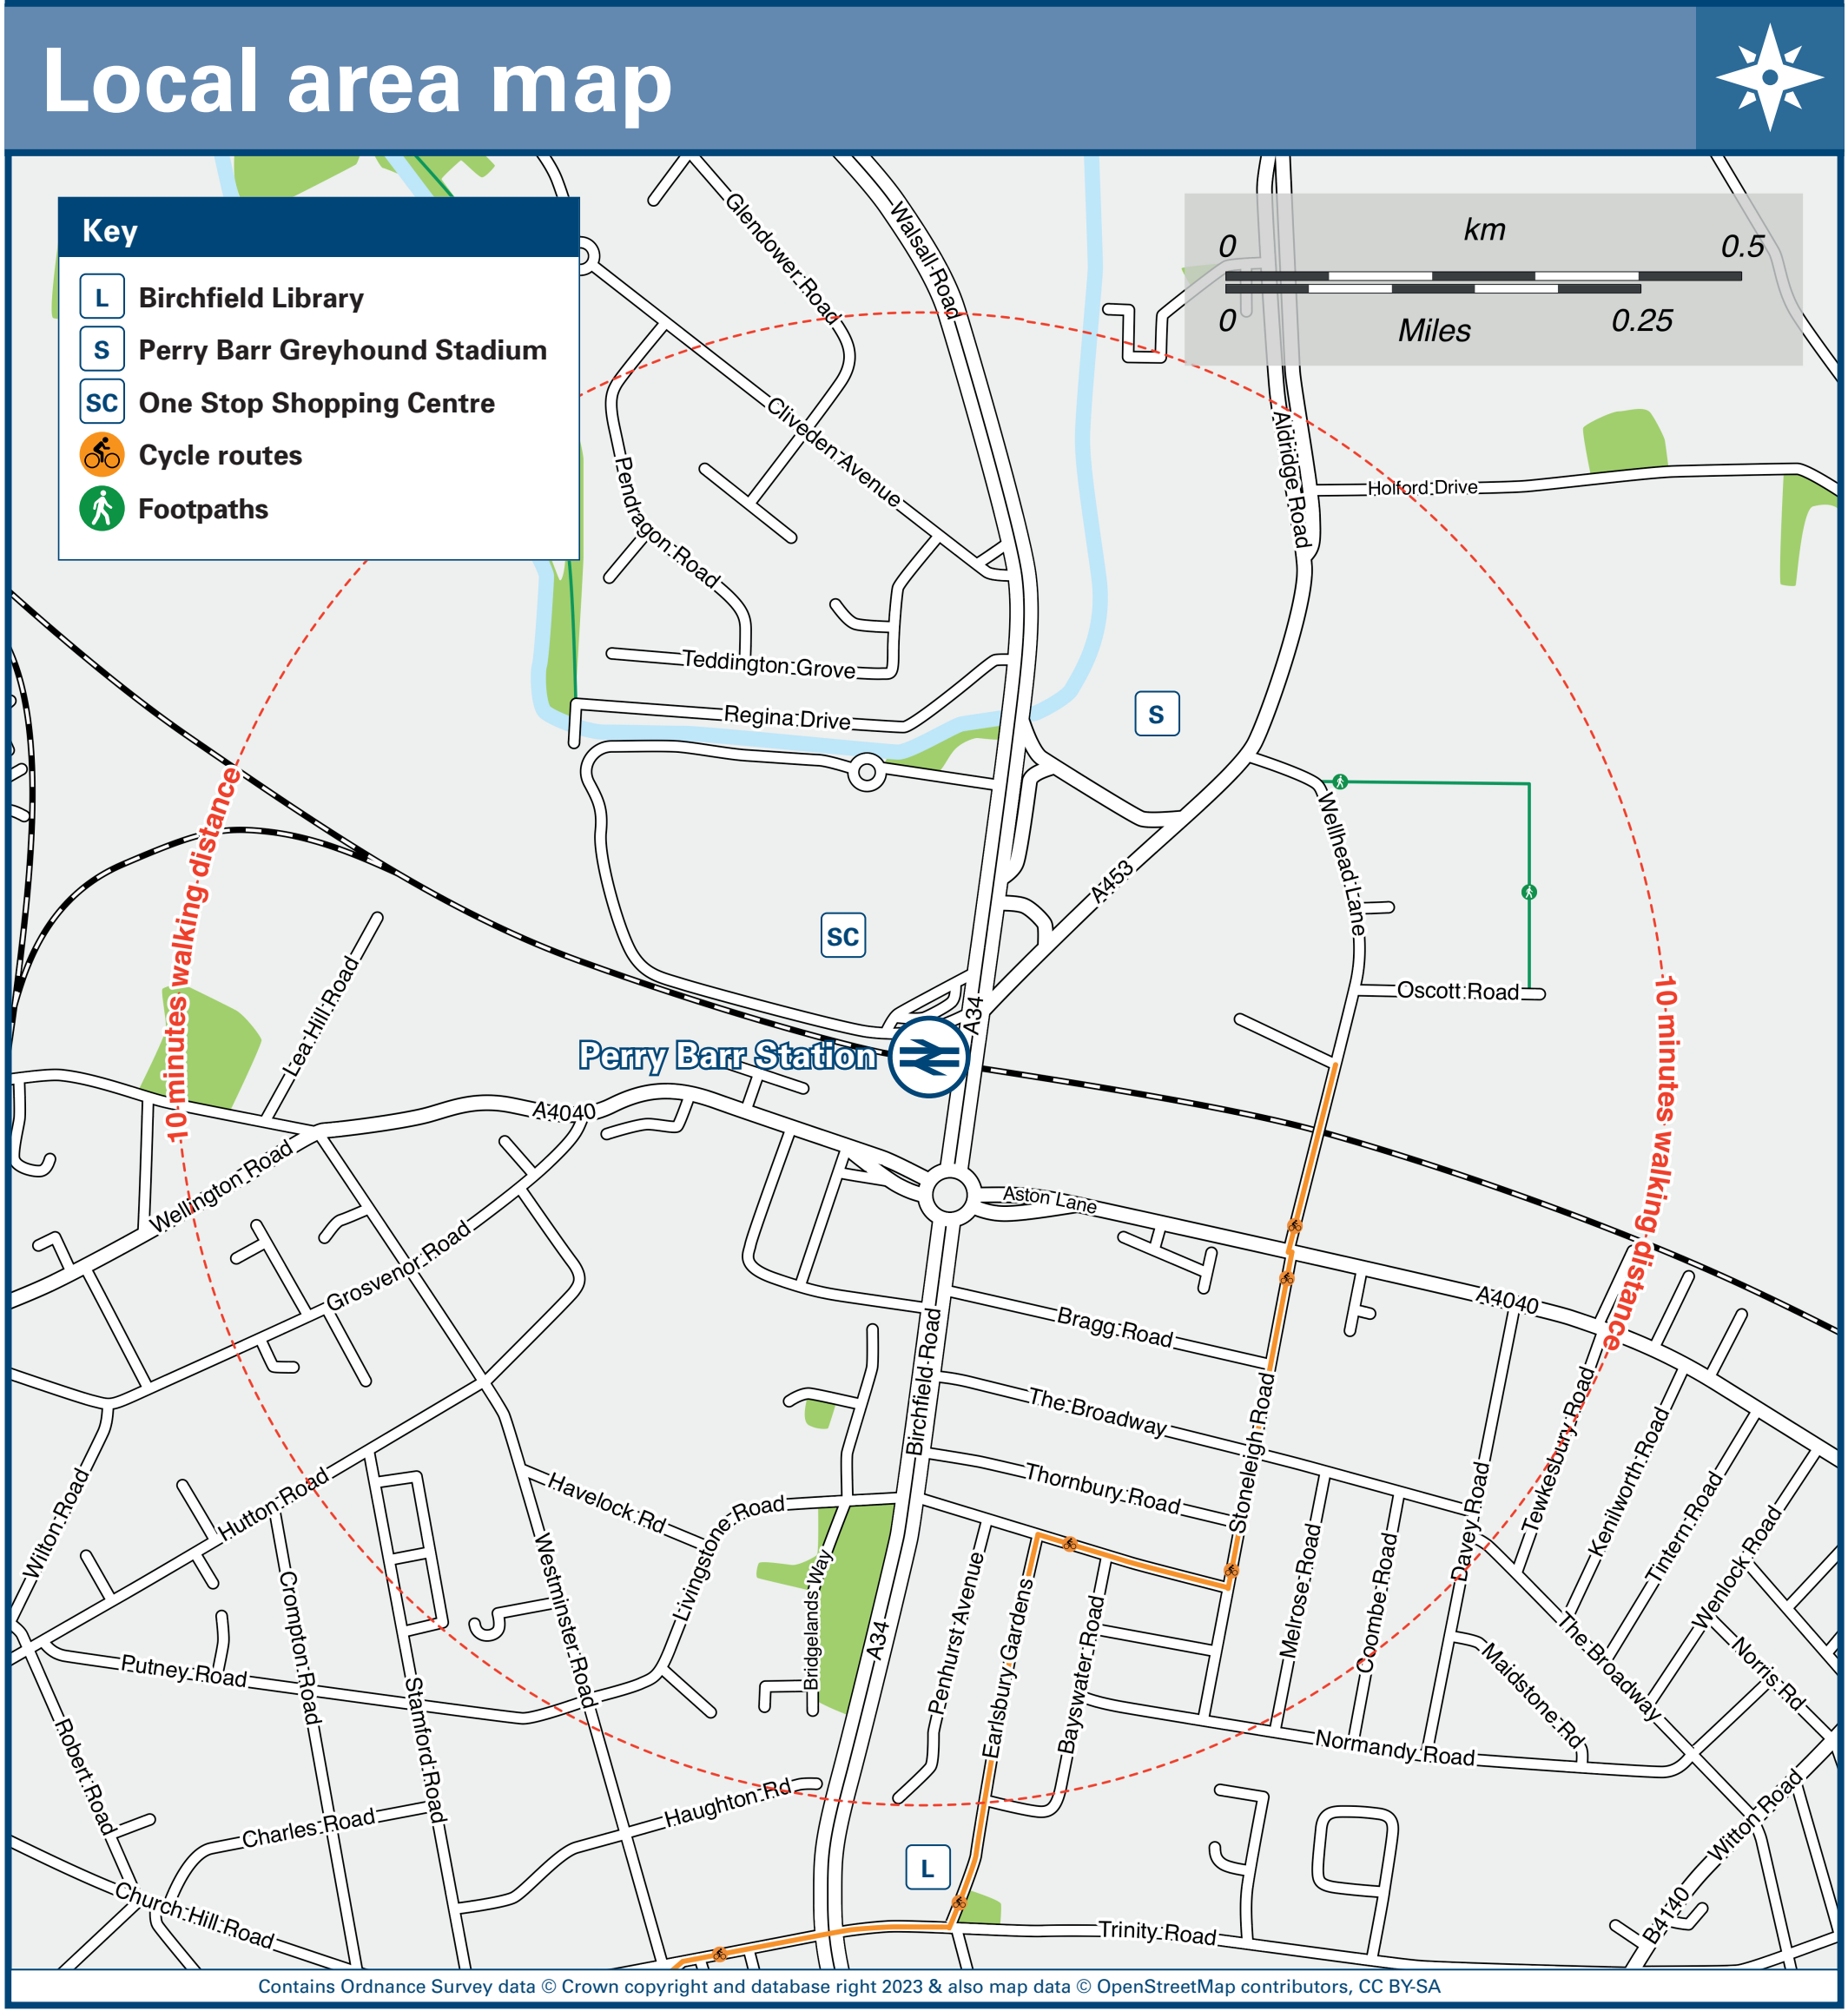 Local area map
Key
L Birchfield Library
S Perry Barr Greyhound Stadium
SC One Stop Shopping Centre
Cycle routes
Footpaths
km
0 0.5
0 0.25
Miles
Glendower Road
Walsall Road
Cliveden Avenue
Aldridge Road
Holford Drive
Pendragon Road
Teddington Grove
Regina Drive
S
10 minutes walking distance
Wellhead Lane
A453
SC
Lea Hill Road
Oscott Road
A34
10 minutes walking distance
Perry Barr Station
A4040
Wellington Road
Aston Lane
Grosvenor Road
A4040
Bragg Road
Birchfield Road
The Broadway
Stoneleigh Road
Tewkesbury Road
Kenilworth Road
Hutton Road
Wilton Road
Havelock Rd
Thornbury Road
Livingstone Road
Davey Road
Tintern Road
Wenlock Road
Westminster Road
Bridgelands Way
Crompton Road
Melrose Road
Coombe Road
Penhurst Avenue
Earlsbury Gardens
Bayswater Road
A34
The Broadway
Norris Rd
Maidstone Rd
Putney Road
Stamford Road
Robert Road
Normandy Road
Haughton Rd
Charles Road
Witton Road
L
Church Hill Road
Trinity Road
B4140
Contains Ordnance Survey data © Crown copyright and database right 2023 & also map data © OpenStreetMap contributors, CC BY-SA